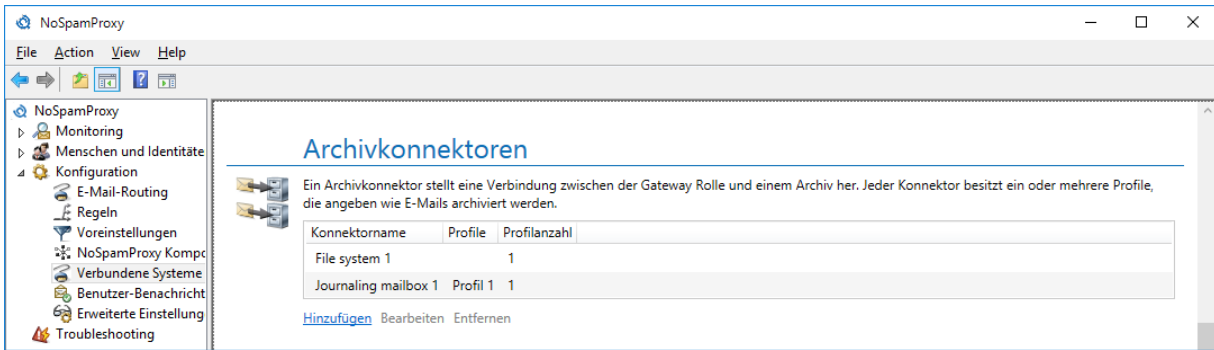 NoSpamProxy
File Action View Help
NoSpamProxy
Monitoring
Menschen und Identitäte
Konfiguration
E-Mail-Routing
Regeln
Voreinstellungen
NoSpamProxy Kompo
Verbundene Systeme
Benutzer-Benachricht
Erweiterte Einstellung
Troubleshooting
Archivkonnektoren
Ein Archivkonnektor stellt eine Verbindung zwischen der Gateway Rolle und einem Archiv her. Jeder Konnektor besitzt ein oder mehrere Profile,
die angeben wie E-Mails archiviert werden.
Konnektorname Profile Profilanzahl
File system 1 1
Journaling mailbox 1 Profil 1 1
Hinzufügen Bearbeiten Entfernen